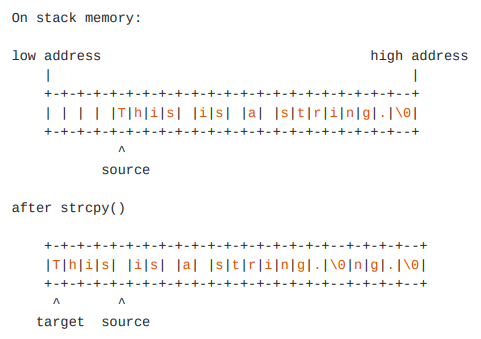 On stack memory:
low address                                 high address
    |                                             |
    +-+-+-+-+-+-+-+-+-+-+-+-+-+-+-+-+-+-+-+-+-+--+
    | | | | |T|h|i|s| |i|s| |a| |s|t|r|i|n|g|.|\0|
    +-+-+-+-+-+-+-+-+-+-+-+-+-+-+-+-+-+-+-+-+-+--+
             ^
           source
after strcpy()
    +-+-+-+-+-+-+-+-+-+-+-+-+-+-+-+-+-+--+-+-+-+--+
    |T|h|i|s| |i|s| |a| |s|t|r|i|n|g|.|\0|n|g|.|\0|
    +-+-+-+-+-+-+-+-+-+-+-+-+-+-+-+-+-+--+-+-+-+--+
     ^       ^
   target  source